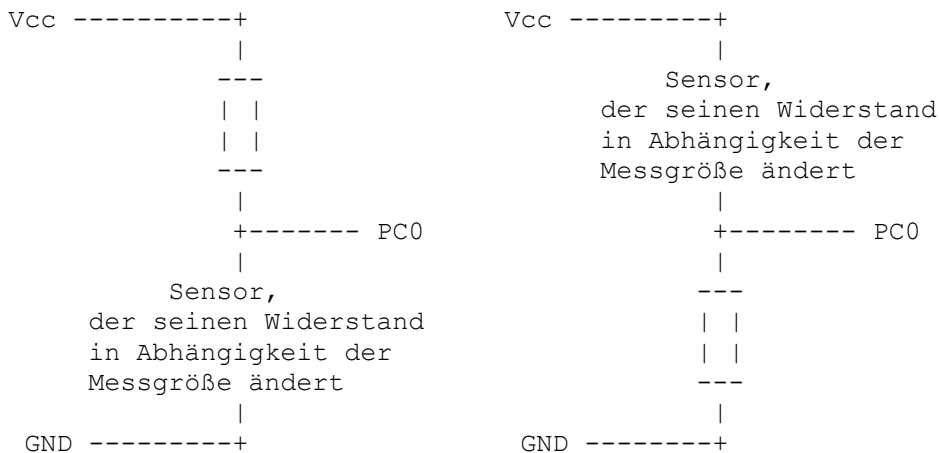 Vcc ----------+
Sensor,
der seinen Widerstand
in Abhängigkeit der
Messgröße ändert
+------- PC0
GND ---------+
Vcc ---------+
Sensor,
der seinen Widerstand
in Abhängigkeit der
Messgröße ändert
+-------- PC0
GND --------+